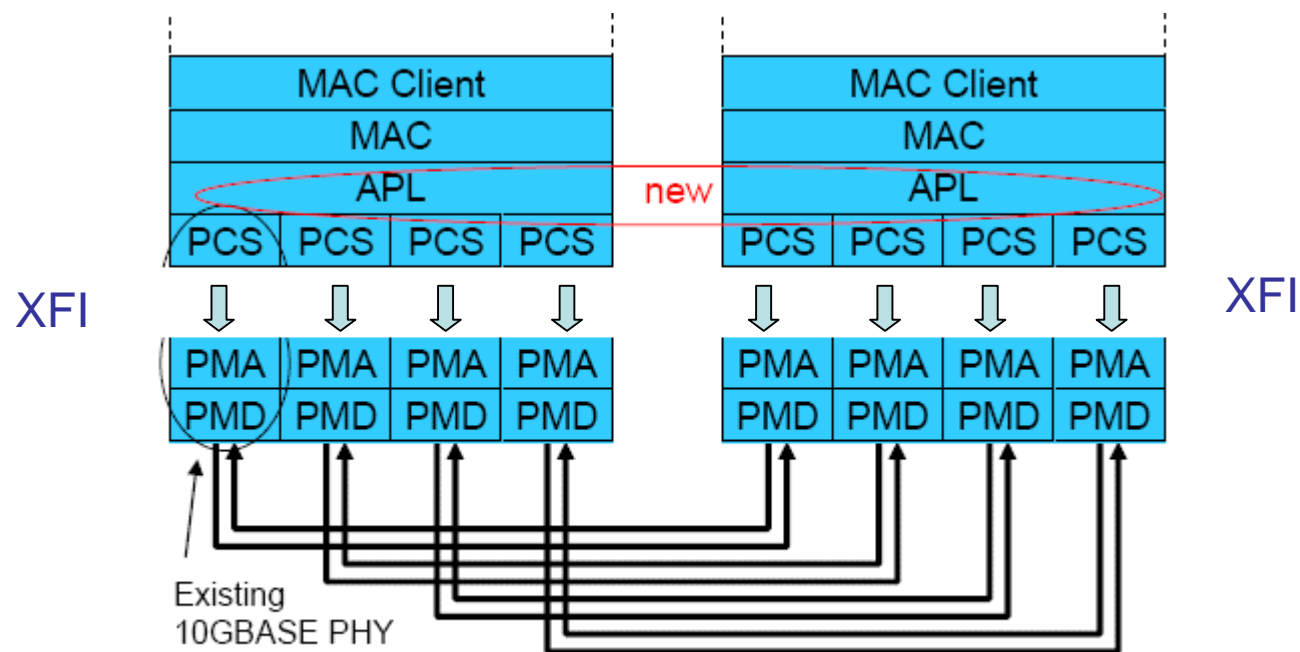 MAC Client MAC Client
MAC MAC
APL new APL
PCS PCS PCS PCS PCS PCS PCS PCS
XFI XFI
PMA PMA PMA PMA PMA PMA PMA PMA
PMD PMD PMD PMD PMD PMD PMD PMD
Existing
10GBASE PHY